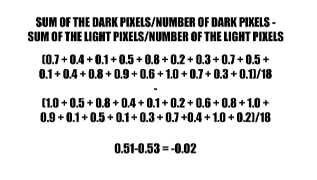 SUM OF THE DARK PIXELS/NUMBER OF DARK PIXELS -
SUM OF THE LIGHT PIXELS/NUMBER OF THE LIGHT PIXELS
(0.7 + 0.4 + 0.1 + 0.5 + 0.8 + 0.2 + 0.3 + 0.7 + 0.5 +
0.1 + 0.4 + 0.8 + 0.9 + 0.6 + 1.0 + 0.7 + 0.3 + 0.1)/18
-
(1.0 + 0.5 + 0.8 + 0.4 + 0.1 + 0.2 + 0.6 + 0.8 + 1.0 +
0.9 + 0.1 + 0.5 + 0.1 + 0.3 + 0.7 +0.4 + 1.0 + 0.2)/18
0.51-0.53 = -0.02